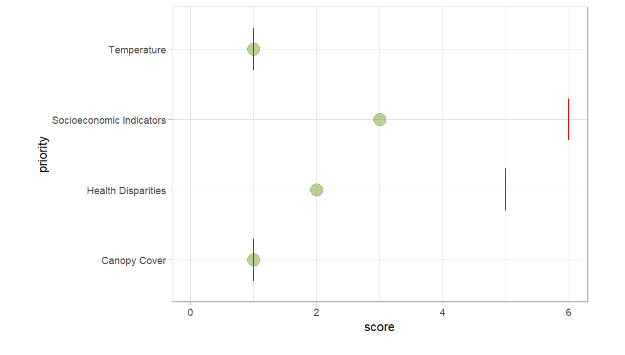 Temperature
Socioeconomic Indicators
Health Disparities
Canopy Cover
priority
0 2 4 6
score